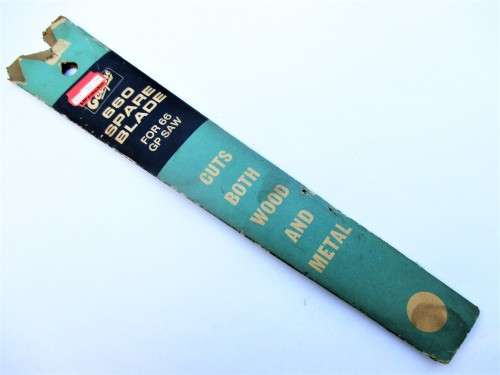 660
SPARE
BLADE
FOR 66
GP SAW
CUTS
BOTH
WOOD
AND
METAL